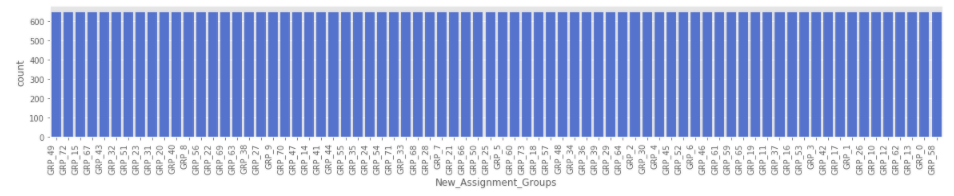 600
500
400
300
200
100
0
count
GRP_49
GRP_72
GRP_15
GRP_67
GRP_43
GRP_32
GRP_51
GRP_23
GRP_31
GRP_20
GRP_40
GRP_8
GRP_56
GRP_22
GRP_69
GRP_63
GRP_38
GRP_27
GRP_9
GRP_70
GRP_47
GRP_14
GRP_41
GRP_44
GRP_55
GRP_35
GRP_24
GRP_54
GRP_71
GRP_33
GRP_68
GRP_28
GRP_7
GRP_21
GRP_66
GRP_50
GRP_25
GRP_5
GRP_60
GRP_73
GRP_18
GRP_57
GRP_48
GRP_34
GRP_36
GRP_39
GRP_29
GRP_64
GRP_2
GRP_30
GRP_4
GRP_45
GRP_52
GRP_6
GRP_46
GRP_61
GRP_59
GRP_65
GRP_19
GRP_11
GRP_37
GRP_16
GRP_53
GRP_3
GRP_42
GRP_17
GRP_1
GRP_26
GRP_10
GRP_12
GRP_62
GRP_13
GRP_0
GRP_58
New_Assignment_Groups